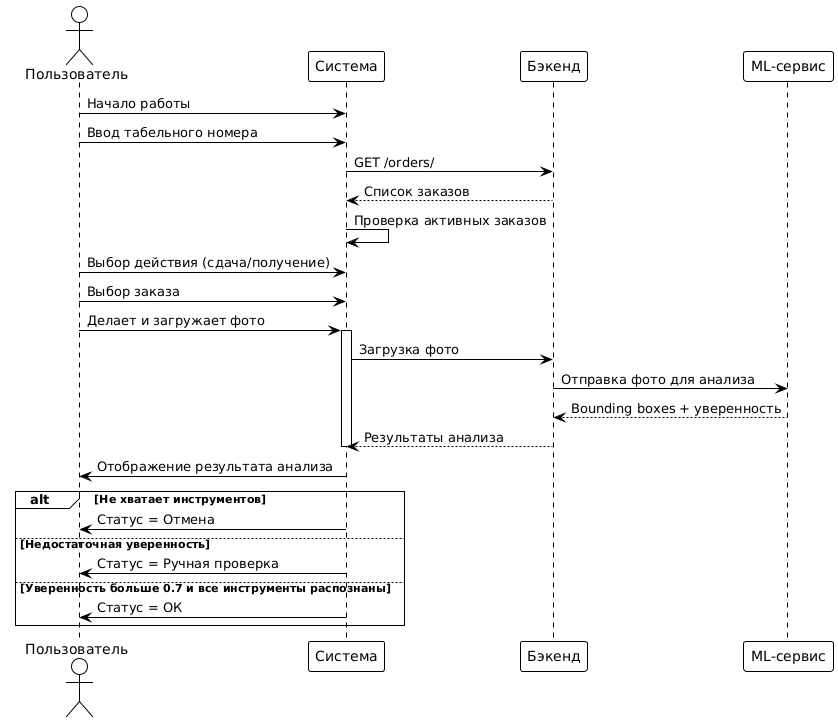 Пользователь
Система
Бэкенд
ML-сервис
Начало работы
Ввод табельного номера
GET /orders/
Список заказов
Проверка активных заказов
Выбор действия (сдача/получение)
Выбор заказа
Делает и загружает фото
Загрузка фото
Отправка фото для анализа
Bounding boxes + уверенность
Результаты анализа
Отображение результата анализа
alt [Не хватает инструментов]
Статус = Отмена
[Недостаточная уверенность]
Статус = Ручная проверка
[Уверенность больше 0.7 и все инструменты распознаны]
Статус = ОК
Пользователь
Система
Бэкенд
ML-сервис